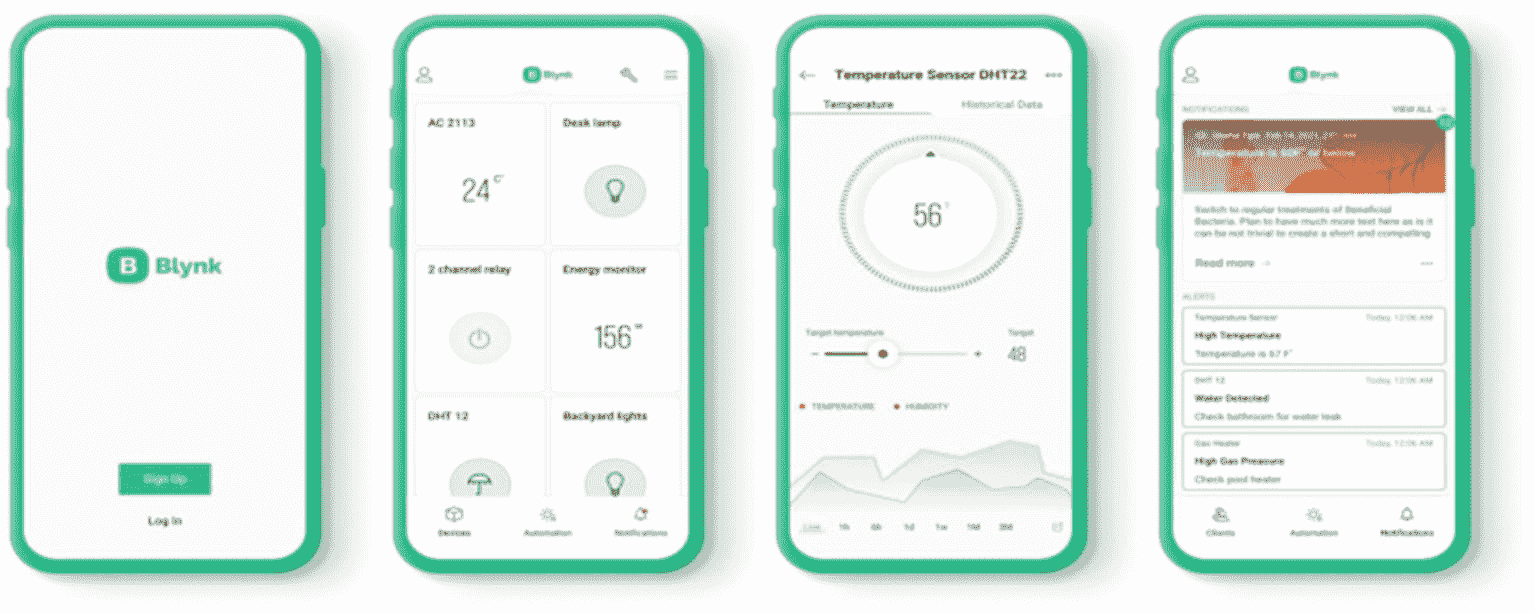 B Blynk
Sign Up
Log In
Blynk
AC 2113
Desk lamp
24 C°
2 channel relay
Energy monitor
156
DHT 12
Backyard lights
Devices
Automation
Notifications
Temperature Sensor DHT22
Temperature
Historical Data
56°
Target temperature
Target
48
TEMPERATURE
HUMIDITY
Live 1h 6h 1d 1w
Blynk
NOTIFICATIONS
VIEW ALL
Switch to regular treatments of Beneficial
Bacteria. Plan to have much more text here as is it
can be not trivial to create a short and compelling
Read more
ALERTS
Temperature Sensor
Today, 12:06 AM
High Temperature
Temperature is 87 F°
DHT 12
Today, 12:06 AM
Water Detected
Check bathroom for water leak
Gas Heater
Today, 12:06 AM
High Gas Pressure
Check pool heater
Clients
Automation
Notifications